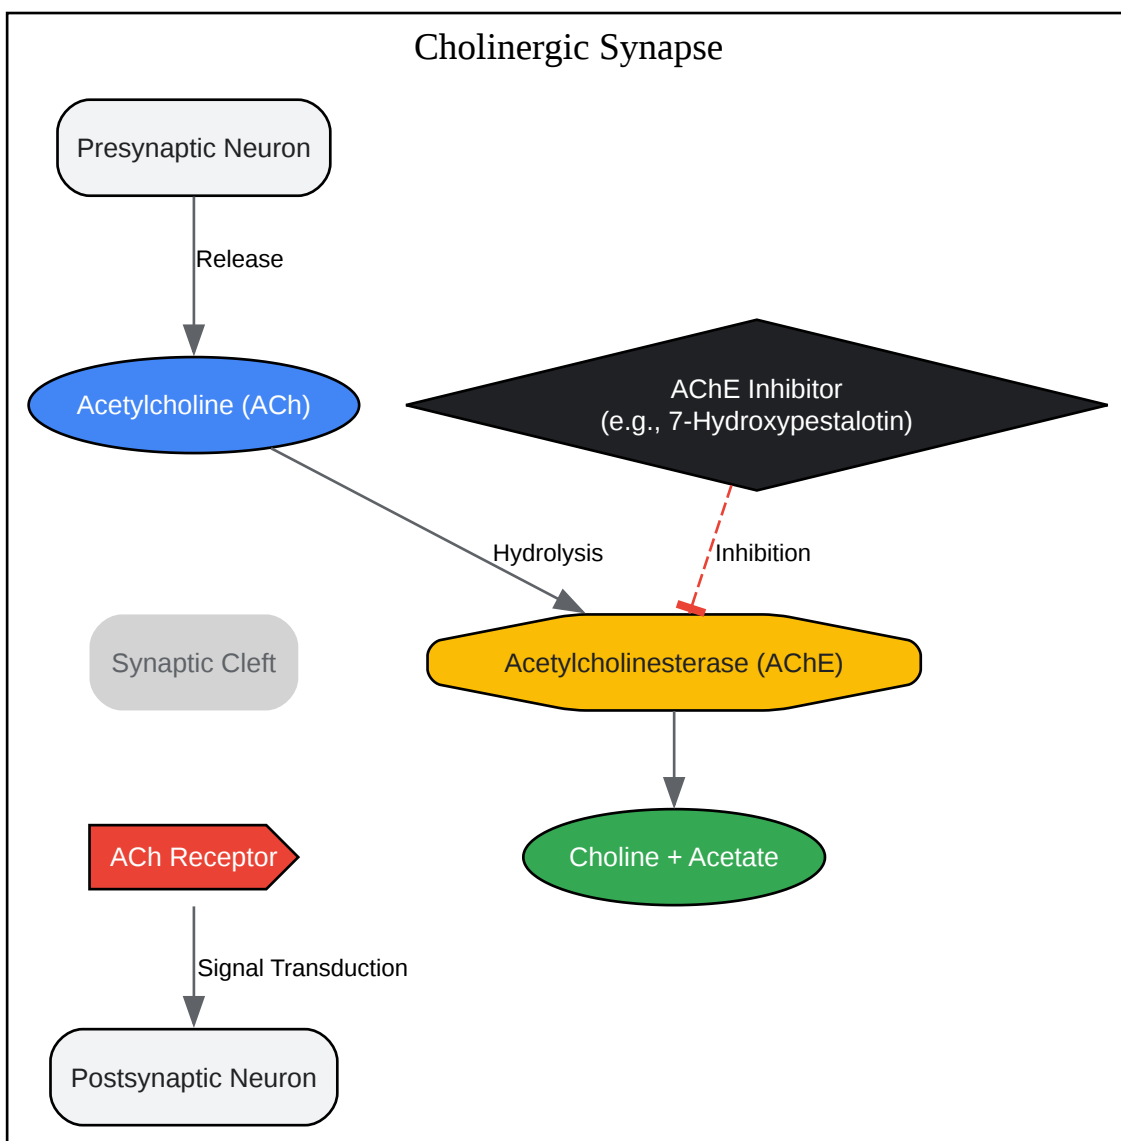 Cholinergic Synapse
Presynaptic Neuron
Release
Acetylcholine (ACh)
AChE Inhibitor
(e.g., 7-Hydroxypestalotin)
Hydrolysis
Inhibition
Synaptic Cleft
Acetylcholinesterase (AChE)
ACh Receptor
Choline + Acetate
Signal Transduction
Postsynaptic Neuron